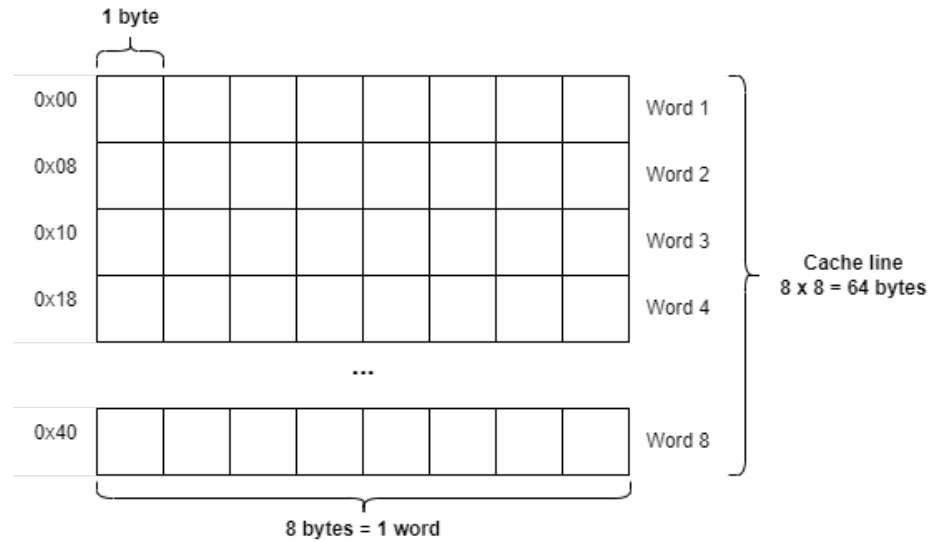 1 byte
0x00
Word 1
0x08
Word 2
0x10
Word 3
Cache line
8 x 8 = 64 bytes
0x18
Word 4
...
0x40
Word 8
8 bytes = 1 word